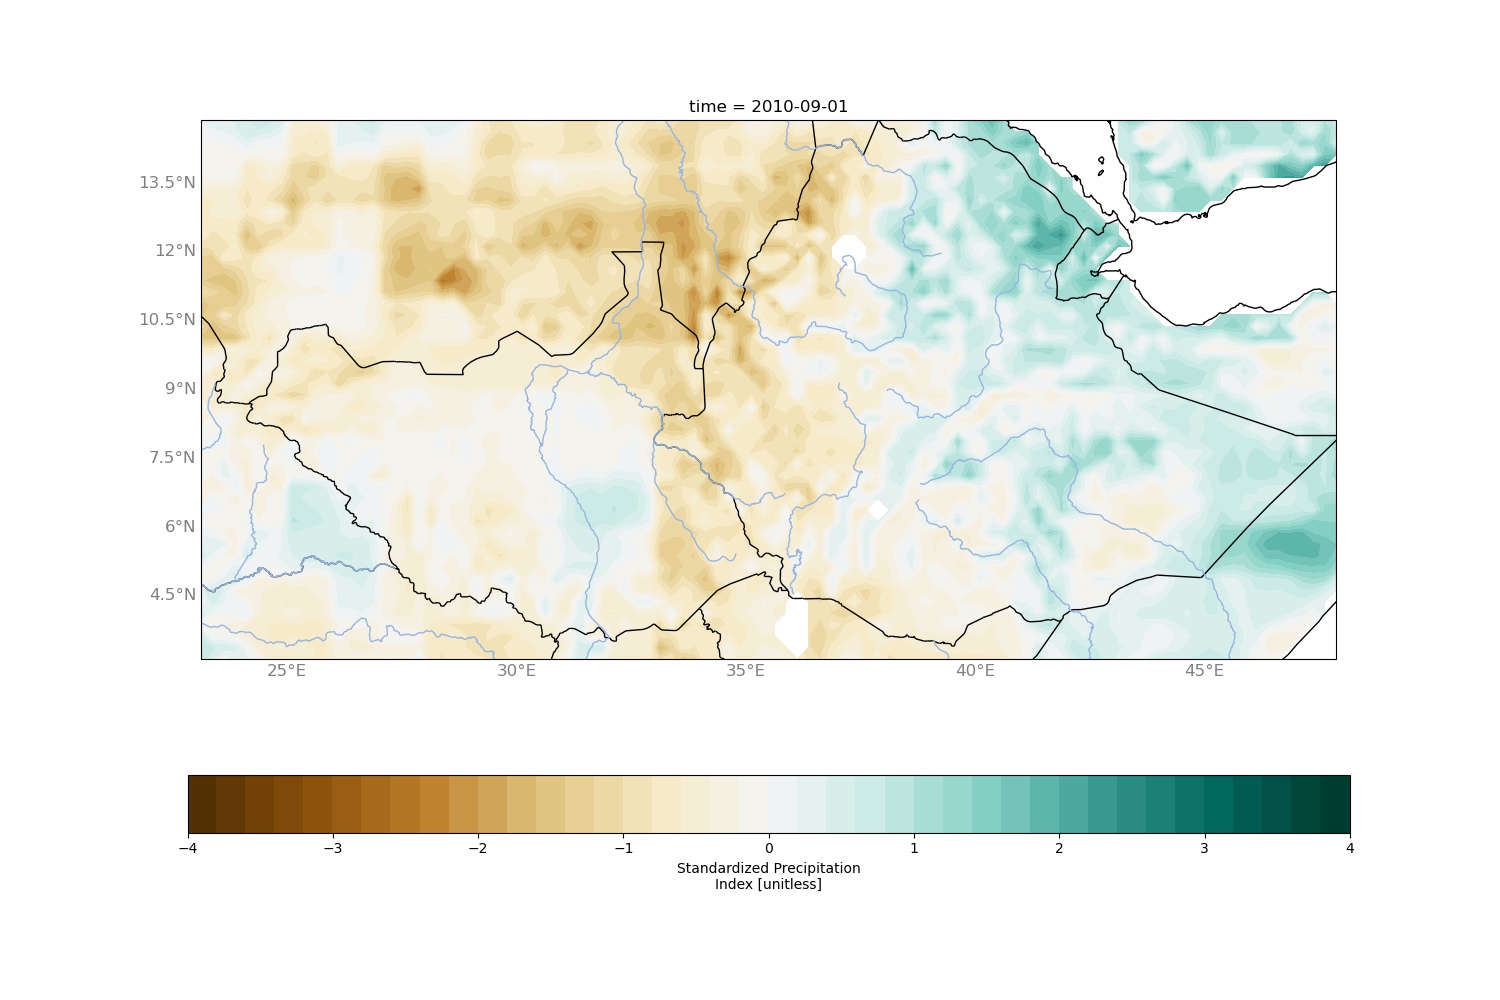 time = 2010-09-01
13.5°N
12°N
10.5°N
9°N
7.5°N
6°N
4.5°N
25°E 30°E 35°E 40°E 45°E
−4 −3 −2 −1 0 1 2 3 4
Standardized Precipitation
Index [unitless]